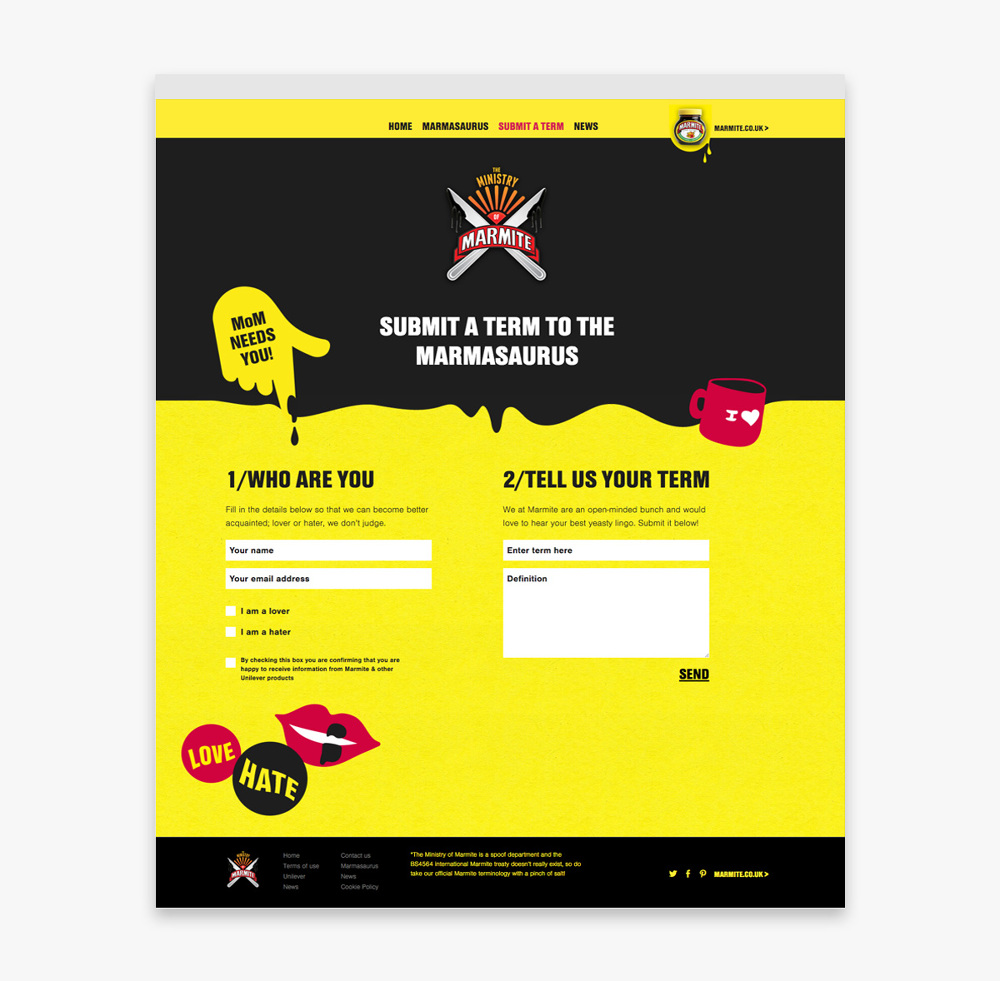 HOME MARMASAURUS SUBMIT A TERM NEWS
MARMITE
MARMITE.CO.UK >
THE
MINISTRY
OF
MARMITE
MoM
NEEDS
YOU!
SUBMIT A TERM TO THE
MARMASAURUS
I
1/WHO ARE YOU
Fill in the details below so that we can become better
acquainted; lover or hater, we don't judge.
Your name
Your email address
I am a lover
I am a hater
By checking this box you are confirming that you are
happy to receive information from Marmite & other
Unilever products
2/TELL US YOUR TERM
We at Marmite are an open-minded bunch and would
love to hear your best yeasty lingo. Submit it below!
Enter term here
Definition
SEND
LOVE
HATE
MINISTRY
MARMITE
Home
Terms of use
Unilever
News
Contact us
Marmasaurus
News
Cookie Policy
*The Ministry of Marmite is a spoof department and the
BS4564 International Marmite treaty doesn't really exist, so do
take our official Marmite terminology with a pinch of salt!
MARMITE.CO.UK >